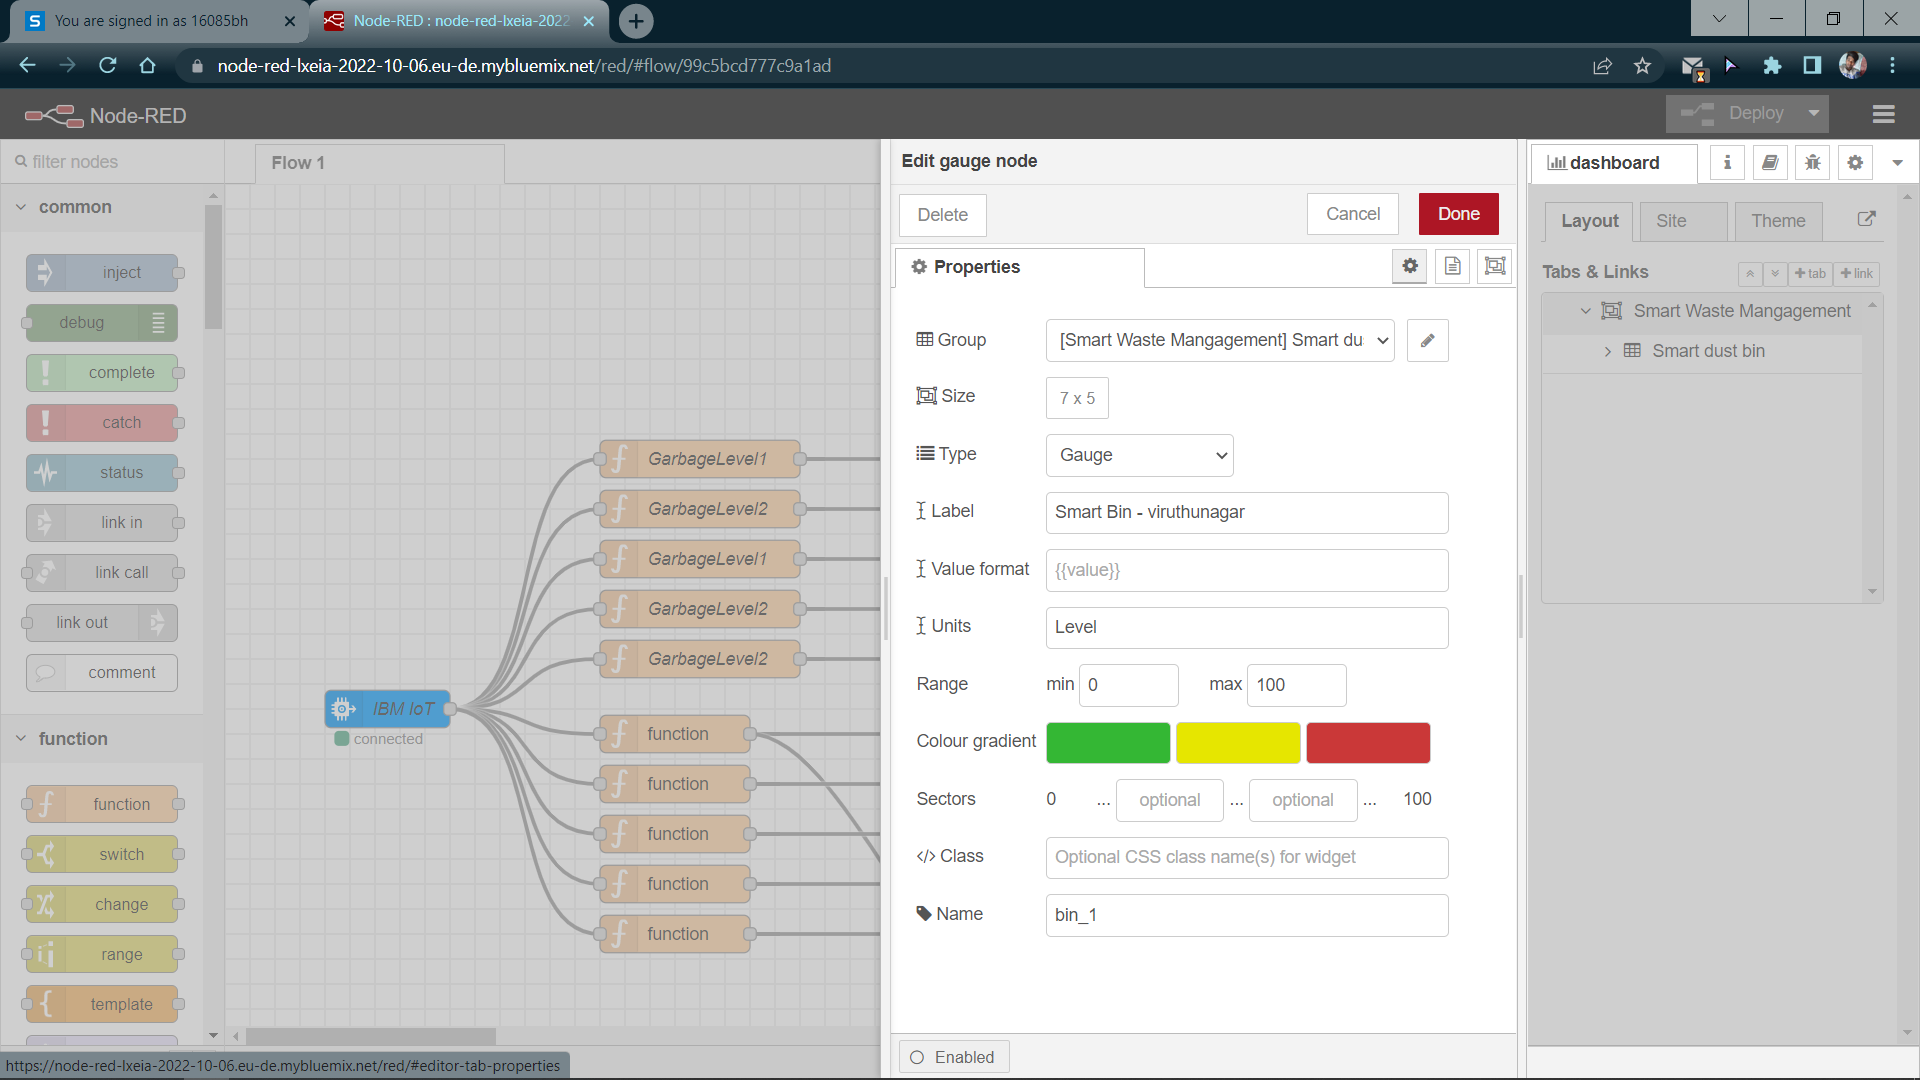 You are signed in as 16085bh
Node-RED : node-red-lxeia-2022
node-red-lxeia-2022-10-06.eu-de.mybluemix.net/red/#flow/99c5bcd777c9a1ad
Node-RED
Deploy
filter nodes
common
inject
debug
complete
catch
status
link in
link call
link out
comment
function
function
switch
change
range
template
Flow 1
GarbageLevel1
GarbageLevel2
GarbageLevel1
GarbageLevel2
GarbageLevel2
IBM IoT
connected
function
function
function
function
function
Edit gauge node
Delete
Cancel
Done
Properties
Group
[Smart Waste Mangagement] Smart du
Size
7 x 5
Type
Gauge
Label
Smart Bin - viruthunagar
Value format
{{value}}
Units
Level
Range
min 0
max 100
Colour gradient
Sectors
0 ... optional ... optional ... 100
</> Class
Optional CSS class name(s) for widget
Name
bin_1
Enabled
dashboard
Layout
Site
Theme
Tabs & Links
+tab
+link
Smart Waste Mangagement
Smart dust bin
https://node-red-lxeia-2022-10-06.eu-de.mybluemix.net/red/#editor-tab-properties